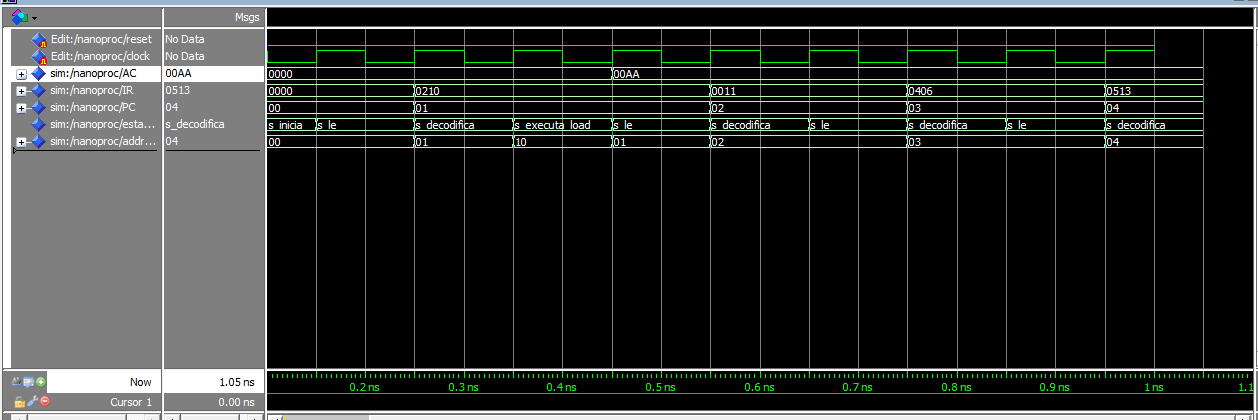 Msgs
Edit:/nanoproc/reset No Data
Edit:/nanoproc/clock No Data
sim:/nanoproc/AC 00AA 0000 00AA
sim:/nanoproc/IR 0513 0000 0210 0011 0406 0513
sim:/nanoproc/PC 04 00 01 02 03 04
sim:/nanoproc/esta... s_decodifica s_inicia s_le s_decodifica s_executa_load s_le s_decodifica s_le s_decodifica s_le s_decodifica
sim:/nanoproc/addr... 04 00 01 10 01 02 03 04
Now 1.05 ns 0.2 ns 0.3 ns 0.4 ns 0.5 ns 0.6 ns 0.7 ns 0.8 ns 0.9 ns 1 ns 1.1
Cursor 1 0.00 ns